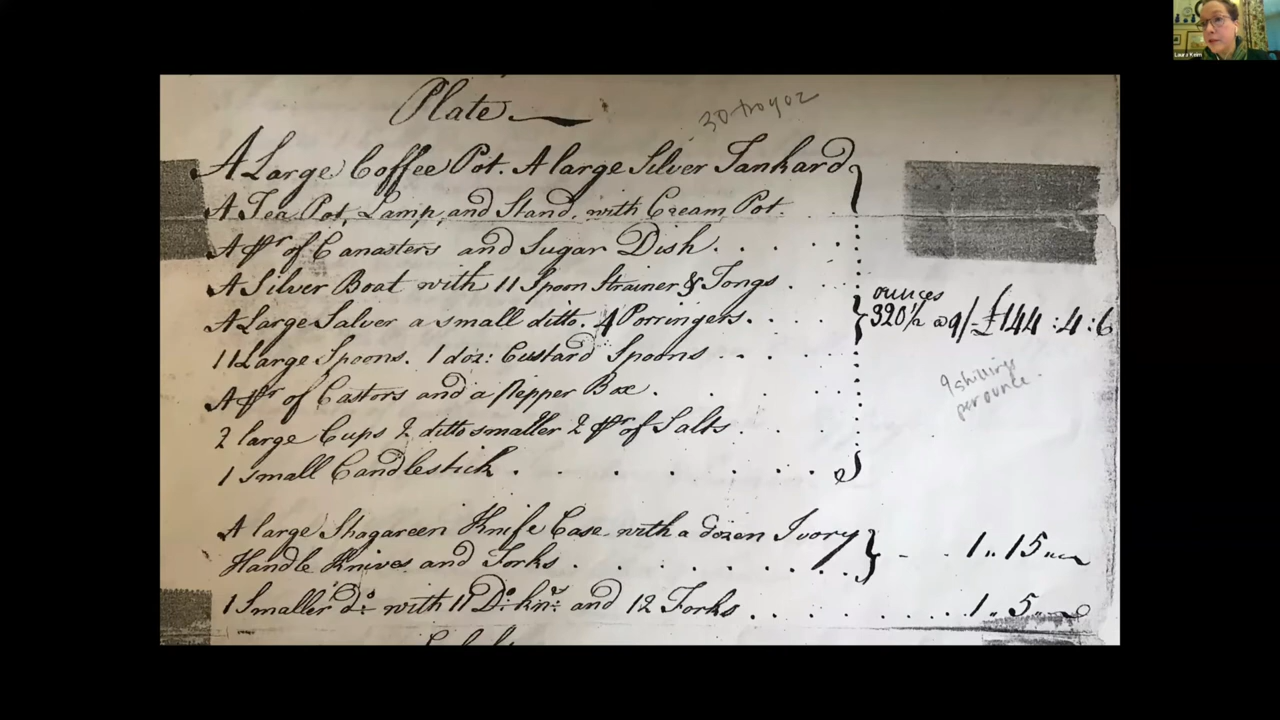 Laura Keim
Plate
30 troy oz
A Large Coffee Pot. A large Silver Tankard
A Tea Pot, Lamp, and Stand, with Cream Pot.
A Pr of Canasters and Sugar Dish.
A Silver Boat with 11 Spoon Strainer & Tongs
A Large Salver a small ditto. 4 Porringers.
ounces
320½ @ 9/- £144:4:6
11 Large Spoons. 1 doz: Custard Spoons
9 shillings
per ounce.
A Pr of Castors and a Pepper Box.
2 large Cups 2 ditto smaller 2 Pr of Salts
1 small Candlestick
A large Shagareen Knife Case with a dozen Ivory
Handle Knives and Forks. 1 " 15 "
1 Smaller do: with 11 Do: kns: and 12 Forks 1 " 5 "